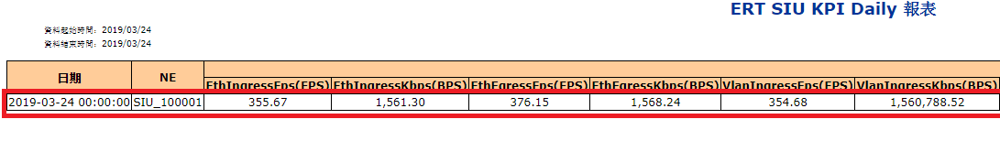 ERT SIU KPI Daily 報表
資料起始時間: 2019/03/24
資料結束時間: 2019/03/24
日期 NE
EthIngressFps(FPS) EthIngressKbps(BPS) EthEgressFps(FPS) EthEgressKbps(BPS) VlanIngressFps(FPS) VlanIngressKbps(BPS)
2019-03-24 00:00:00 SIU_100001 355.67 1,561.30 376.15 1,568.24 354.68 1,560,788.52